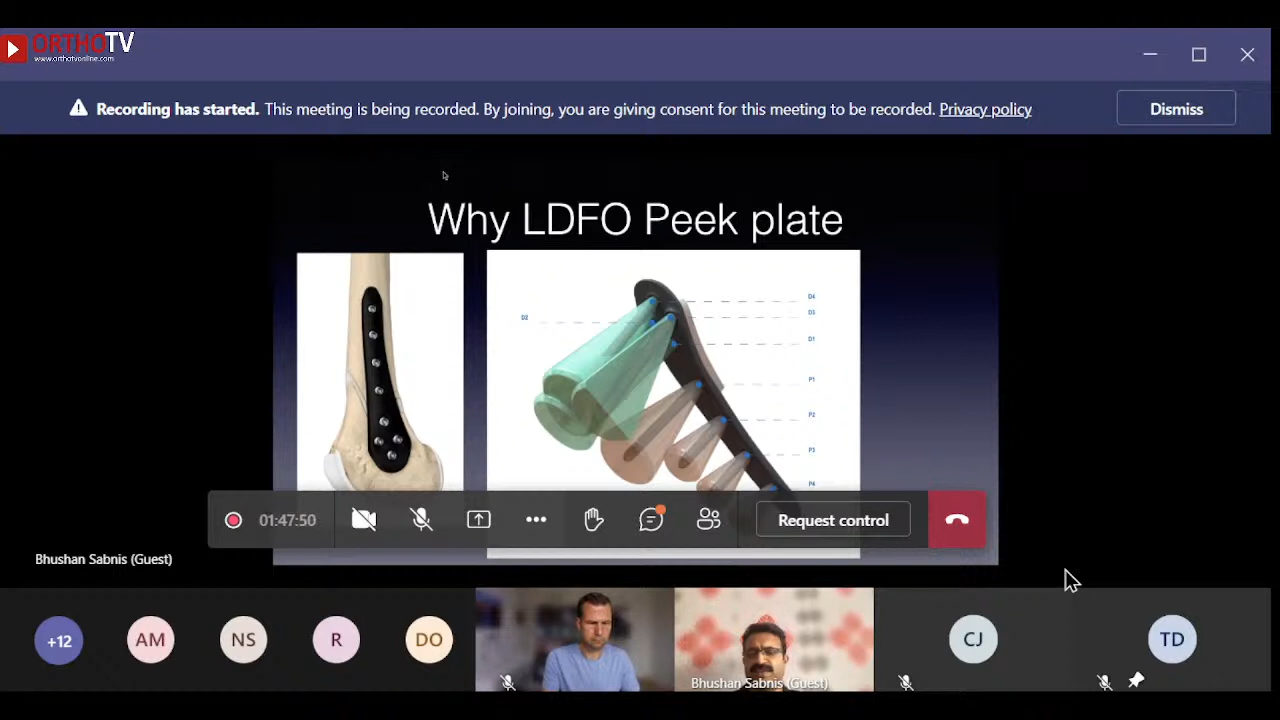 ORTHOTV
www.orthotvonline.com
Recording has started. This meeting is being recorded. By joining, you are giving consent for this meeting to be recorded. Privacy policy
Dismiss
Why LDFO Peek plate
D4
D3
D2
D1
P1
P2
P3
P4
01:47:50
Request control
Bhushan Sabnis (Guest)
+12
AM
NS
R
DO
Bhushan Sabnis (Guest)
CJ
TD